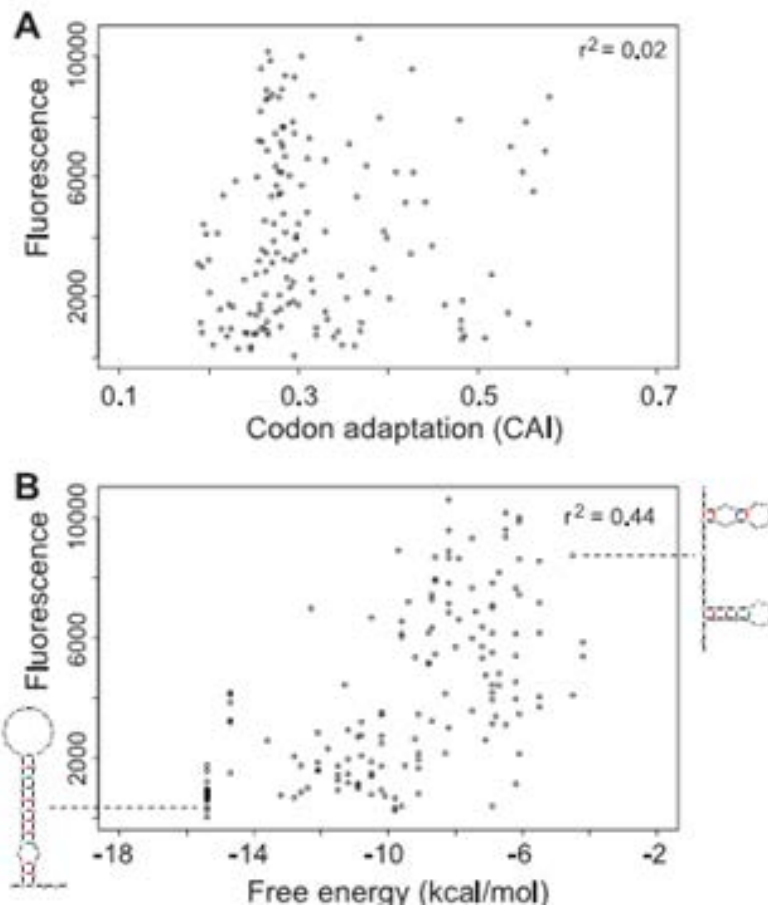 A
r² = 0.02
Fluorescence
10000
6000
2000
0.1 0.3 0.5 0.7
Codon adaptation (CAI)
B
r² = 0.44
Fluorescence
10000
6000
2000
-18 -14 -10 -6 -2
Free energy (kcal/mol)